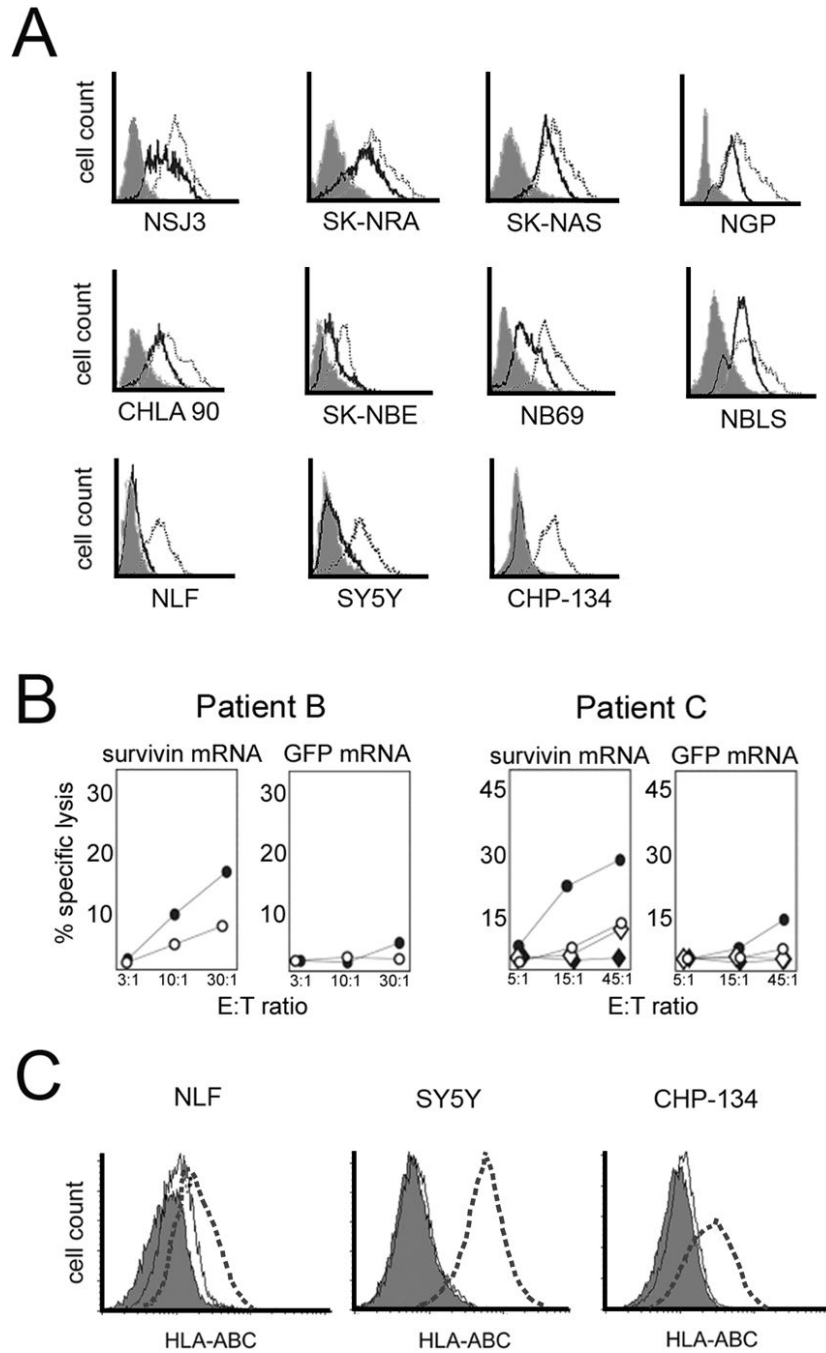 A
cell count
NSJ3
SK-NRA
SK-NAS
NGP
cell count
CHLA 90
SK-NBE
NB69
NBLS
cell count
NLF
SY5Y
CHP-134
B
Patient B
Patient C
survivin mRNA
GFP mRNA
survivin mRNA
GFP mRNA
% specific lysis
30
20
10
30
20
10
45
30
15
45
30
15
3:1 10:1 30:1
3:1 10:1 30:1
5:1 15:1 45:1
5:1 15:1 45:1
E:T ratio
E:T ratio
C
NLF
SY5Y
CHP-134
cell count
HLA-ABC
HLA-ABC
HLA-ABC